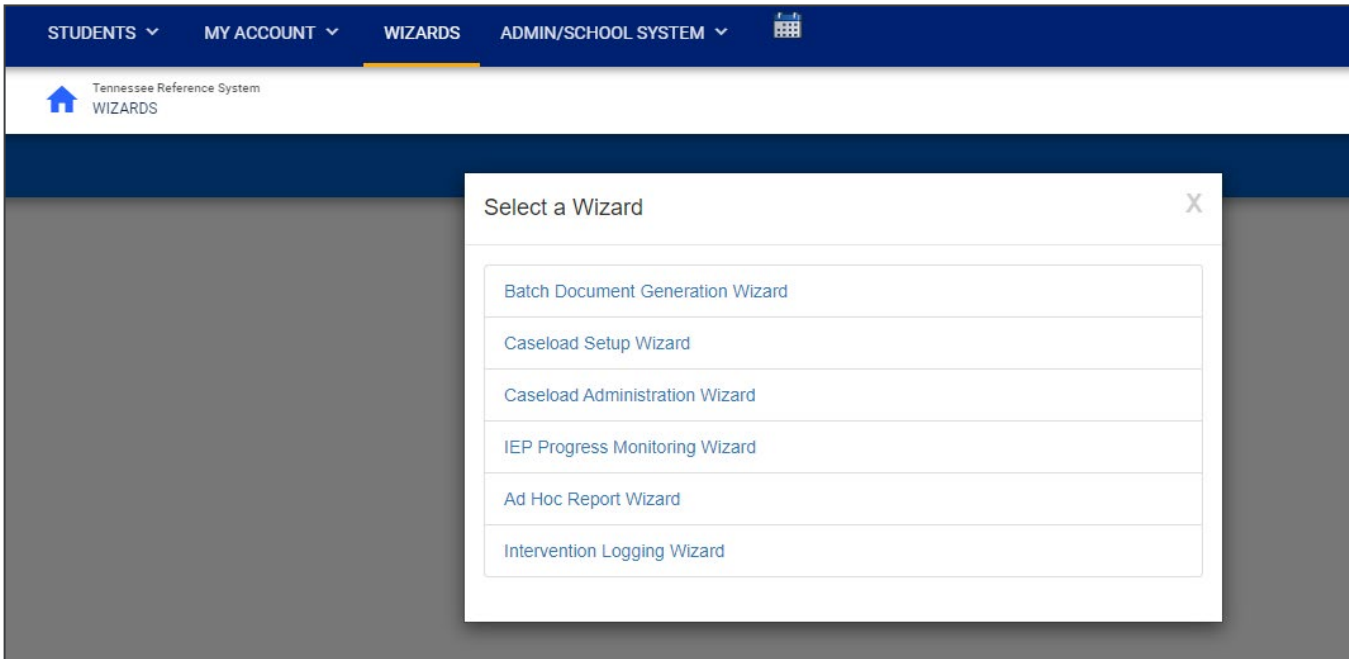 STUDENTS MY ACCOUNT WIZARDS ADMIN/SCHOOL SYSTEM
Tennessee Reference System
WIZARDS
Select a Wizard X
Batch Document Generation Wizard
Caseload Setup Wizard
Caseload Administration Wizard
IEP Progress Monitoring Wizard
Ad Hoc Report Wizard
Intervention Logging Wizard